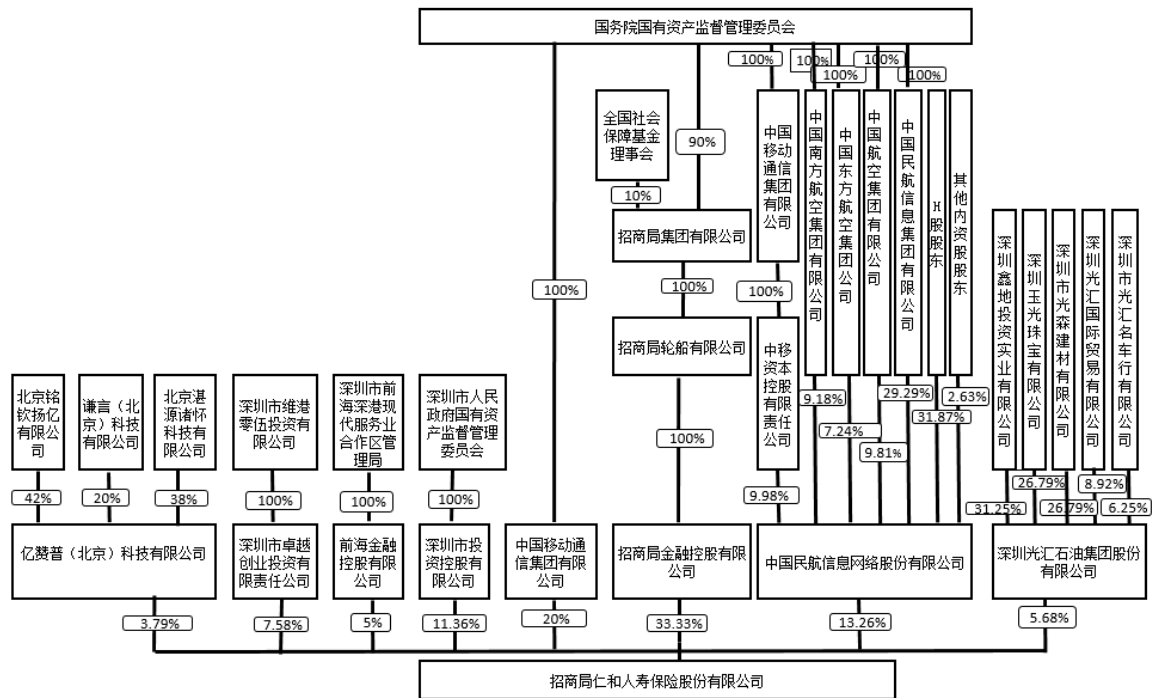 国务院国有资产监督管理委员会
100%
100%
100%
100%
100%
全国社会
保障基金
理事会
90%
10%
中国移动通信集团有限公司
中国南方航空集团有限公司
中国东方航空集团公司
中国航空集团有限公司
中国民航信息集团有限公司
H股股东
其他内资股股东
招商局集团有限公司
深圳鑫地投资实业有限公司
深圳玉光珠宝有限公司
深圳市光森建材有限公司
深圳光汇国际贸易有限公司
深圳市光汇名车行有限公司
100%
100%
100%
招商局轮船有限公司
中移资本控股有限责任公司
北京铭
钦扬亿
有限公
司
谦言（北
京）科技
有限公司
北京湛
源诸怀
科技有
限公司
深圳市维港
零伍投资有
限公司
深圳市前
海深港现
代服务业
合作区管
理局
深圳市人民
政府国有资
产监督管理
委员会
9.18%
7.24%
9.81%
29.29%
31.87%
2.63%
100%
42%
20%
38%
100%
100%
100%
9.98%
31.25%
26.79%
26.79%
8.92%
6.25%
亿赞普（北京）科技有限公司
深圳市卓越
创业投资有
限责任公司
前海金融
控股有限
公司
深圳市投
资控股有
限公司
中国移动通
信集团有限
公司
招商局金融控股有限
公司
中国民航信息网络股份有限公司
深圳光汇石油集团股份
有限公司
3.79%
7.58%
5%
11.36%
20%
33.33%
13.26%
5.68%
招商局仁和人寿保险股份有限公司